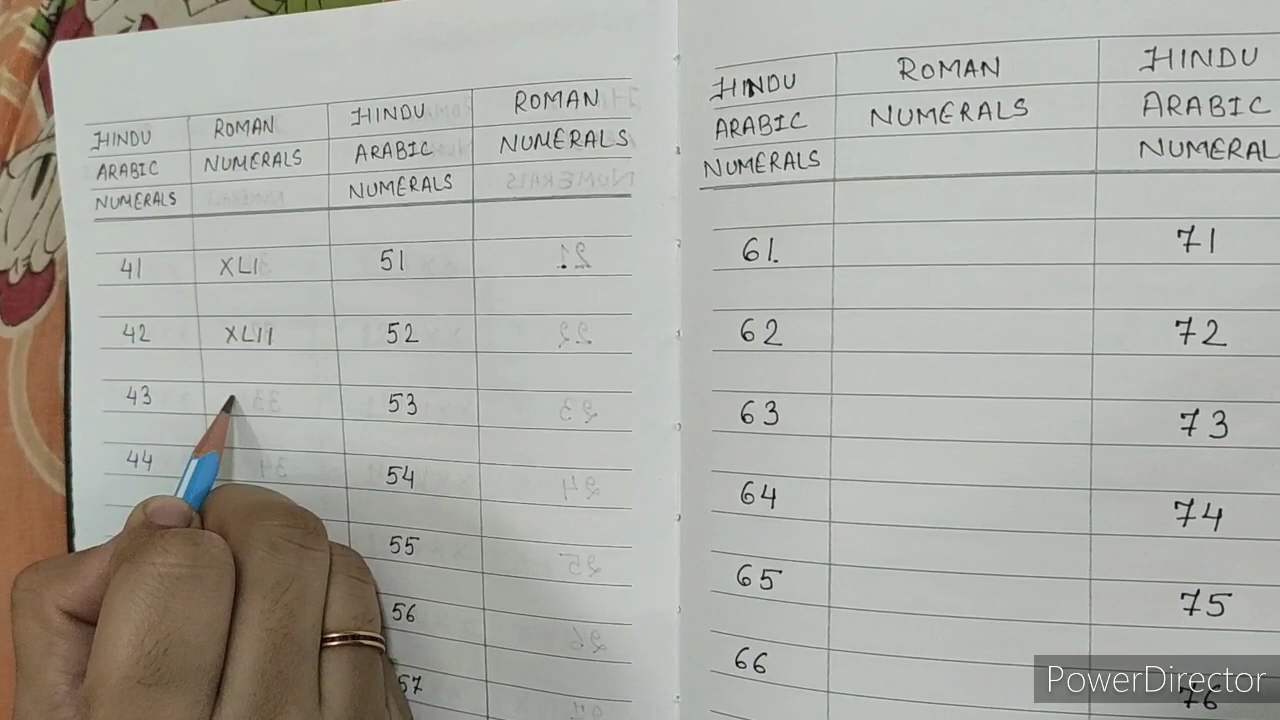 HINDU ROMAN HINDU ROMAN
ARABIC NUMERALS ARABIC NUMERALS
NUMERALS NUMERALS
41 XLI 51
42 XLII 52
43 53
44 54
55
56
57
HINDU ROMAN HINDU
ARABIC NUMERALS ARABIC
NUMERALS NUMERAL
61. 71
62 72
63 73
64 74
65 75
66 76
PowerDirector